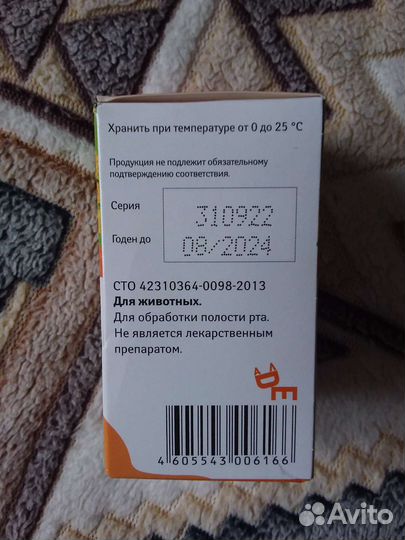 Хранить при температуре от 0 до 25 °C
Продукция не подлежит обязательному
подтверждению соответствия.
Серия 310922
Годен до 08/2024
СТО 42310364-0098-2013
Для животных.
Для обработки полости рта.
Не является лекарственным
препаратом.
DE
4 605543 006166
Avito